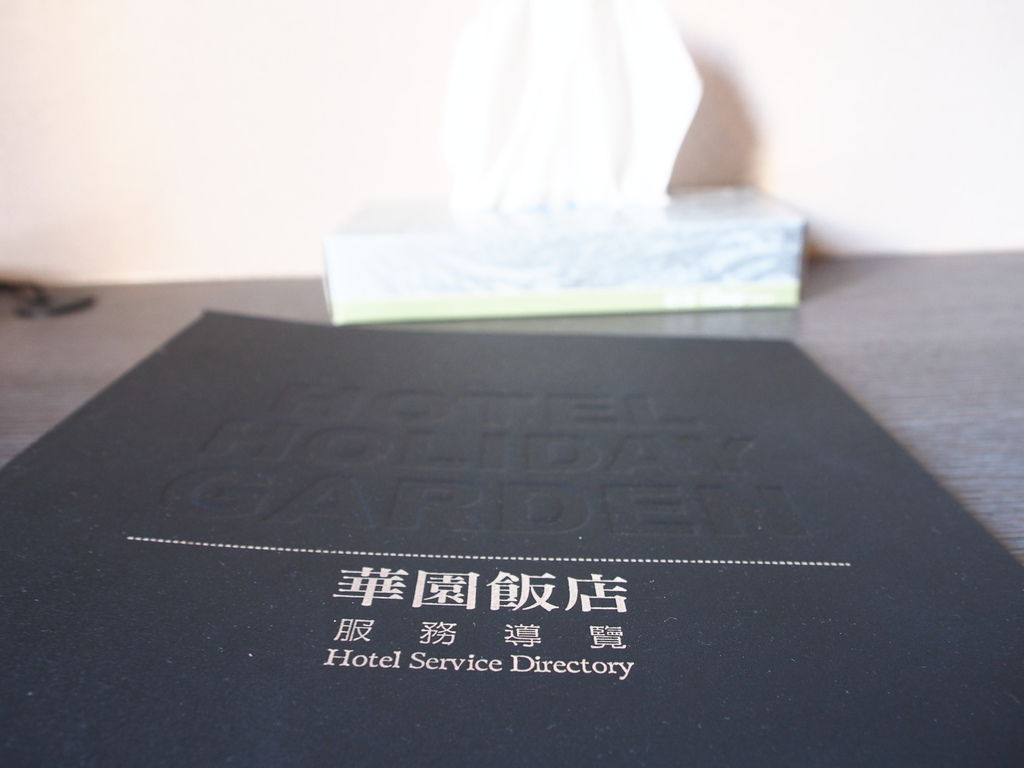 HOTEL
HOLIDAY
GARDEN
華園飯店
服務導覽
Hotel Service Directory